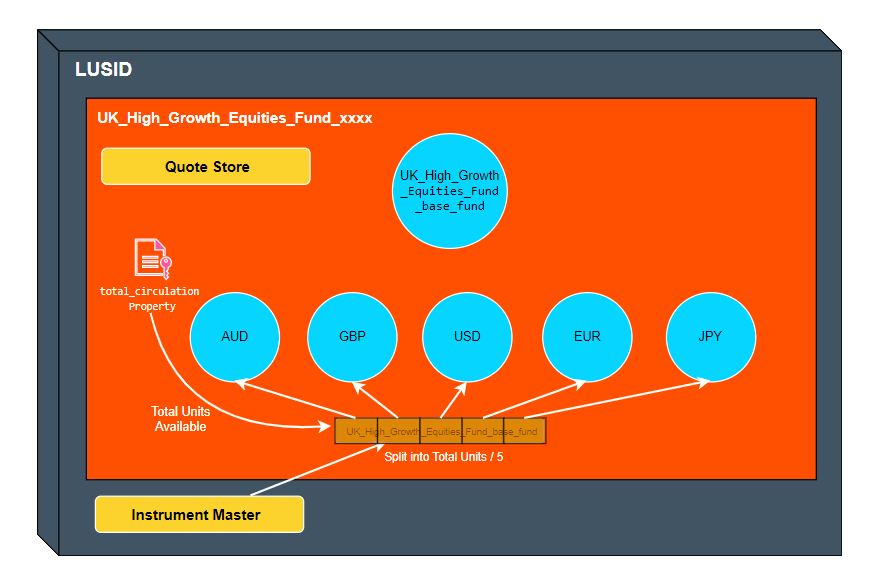 LUSID
UK_High_Growth_Equities_Fund_xxxx
Quote Store
UK_High_Growth
_Equities_Fund
_base_fund
total_circulation
Property
AUD
GBP
USD
EUR
JPY
Total Units
Available
UK_High_Growth_Equities_Fund_base_fund
Split into Total Units / 5
Instrument Master